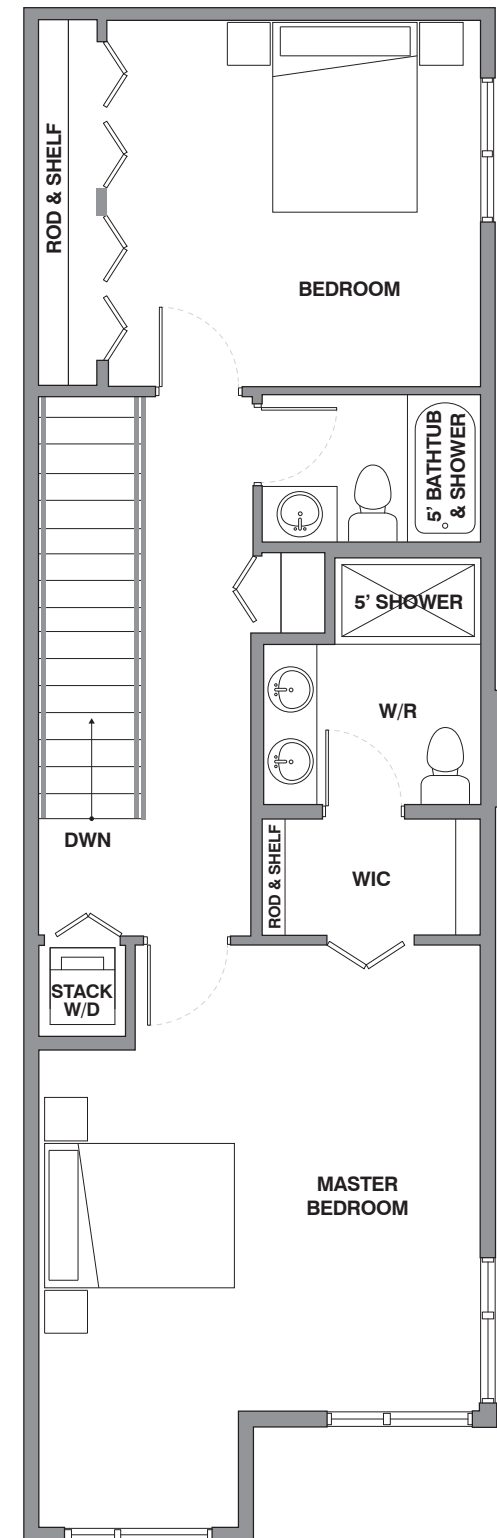 ROD & SHELF
BEDROOM
5' BATHTUB
& SHOWER
5' SHOWER
W/R
DWN
ROD & SHELF
WIC
STACK
W/D
MASTER
BEDROOM